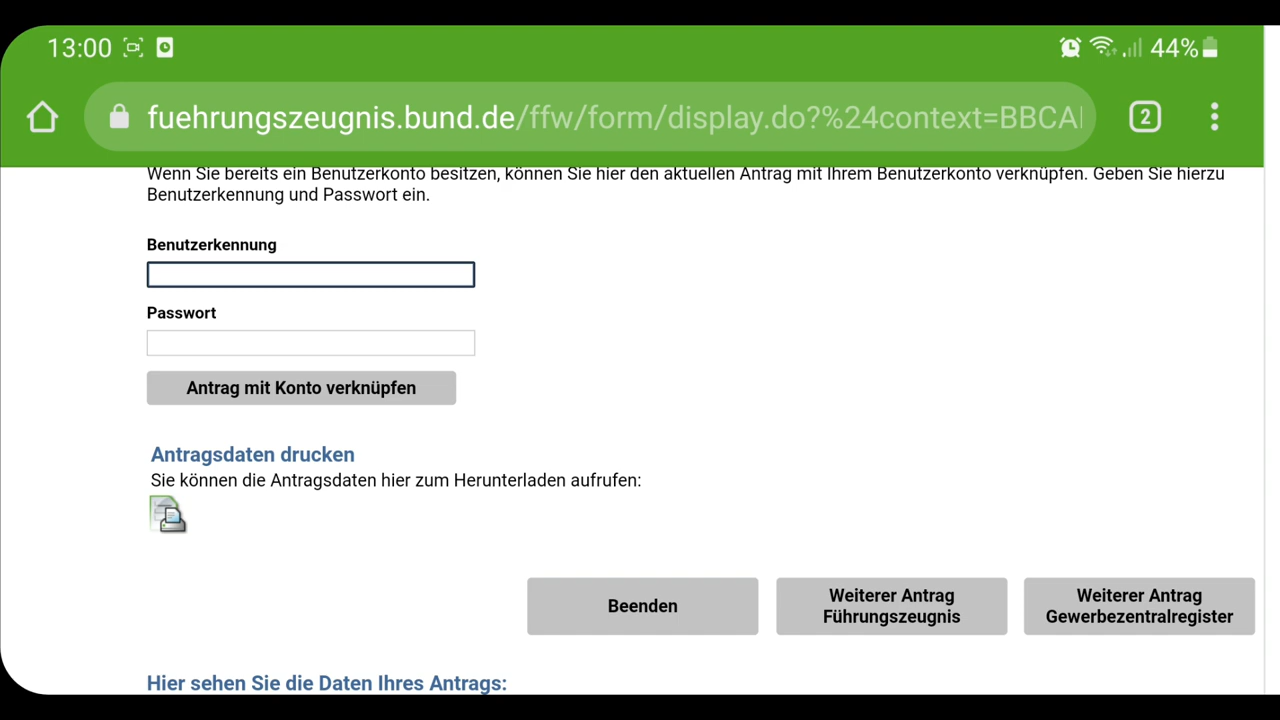 13:00
44%
fuehrungszeugnis.bund.de/ffw/form/display.do?%24context=BBCA
2
Wenn Sie bereits ein Benutzerkonto besitzen, können Sie hier den aktuellen Antrag mit Ihrem Benutzerkonto verknüpfen. Geben Sie hierzu
Benutzerkennung und Passwort ein.
Benutzerkennung
Passwort
Antrag mit Konto verknüpfen
Antragsdaten drucken
Sie können die Antragsdaten hier zum Herunterladen aufrufen:
Beenden
Weiterer Antrag
Führungszeugnis
Weiterer Antrag
Gewerbezentralregister
Hier sehen Sie die Daten Ihres Antrags: